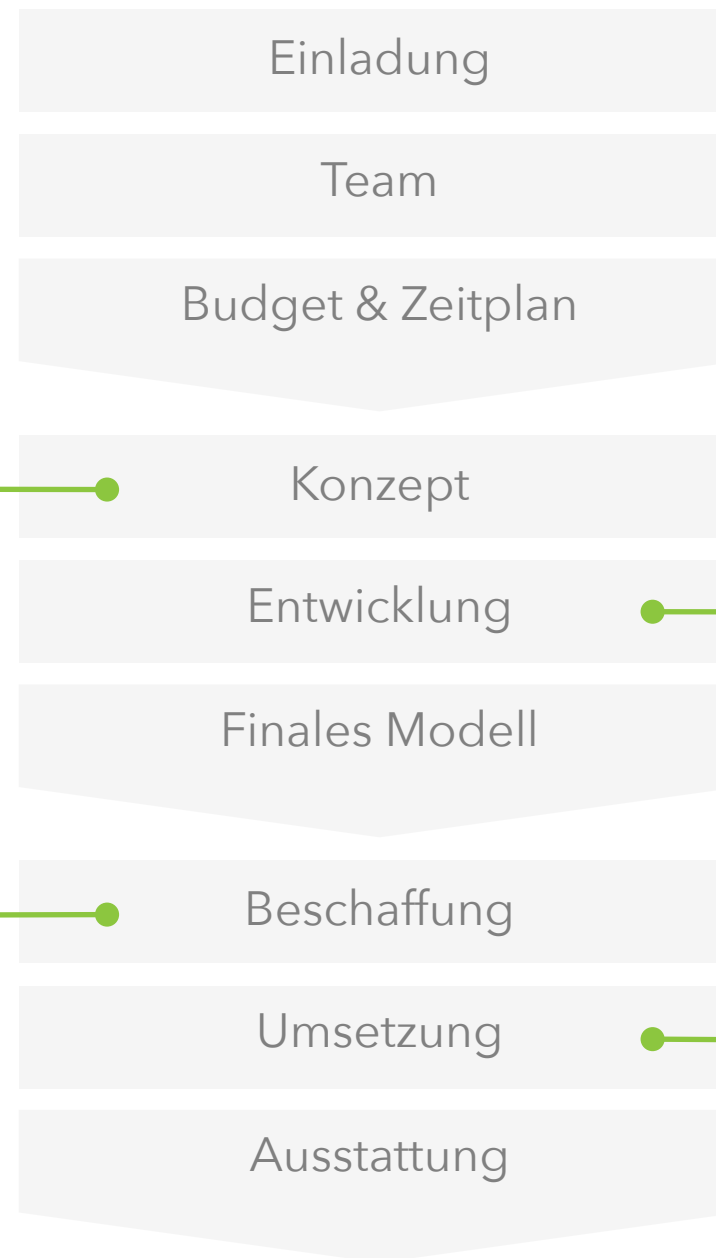 Einladung
Team
Budget & Zeitplan
Konzept
Entwicklung
Finales Modell
Beschaffung
Umsetzung
Ausstattung